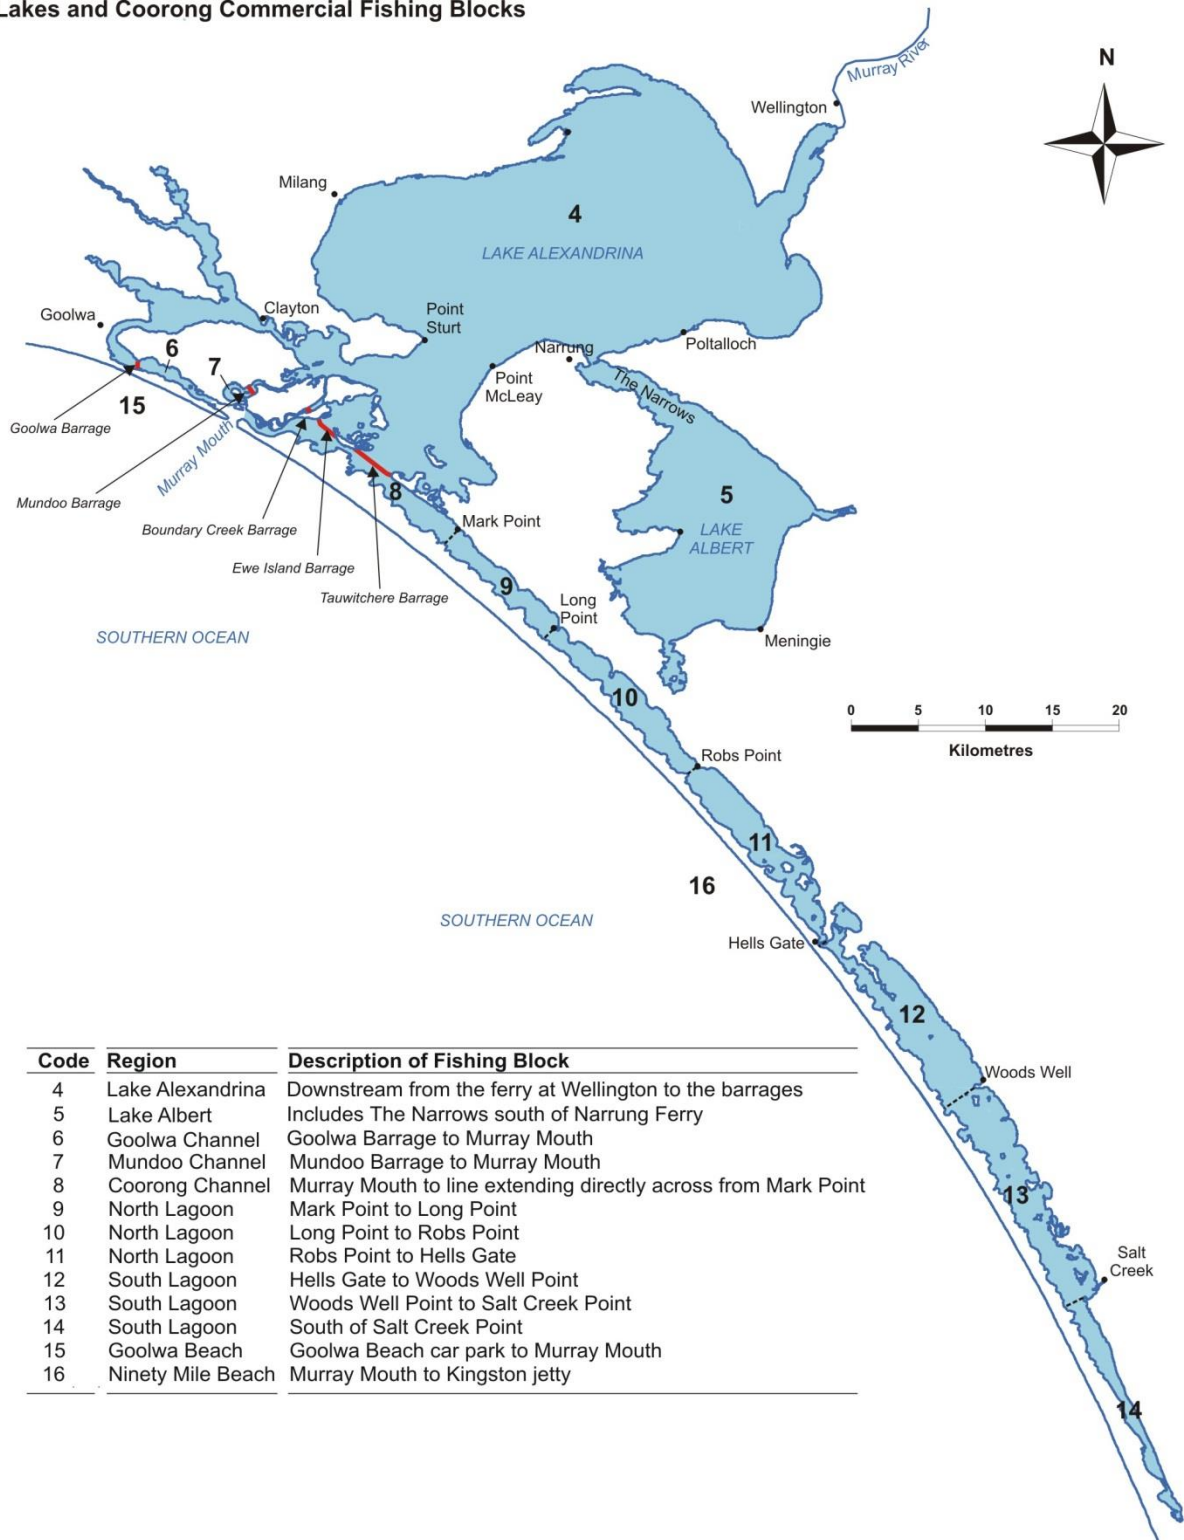 Lakes and Coorong Commercial Fishing Blocks
Murray River
N
Wellington
Milang
4
LAKE ALEXANDRINA
Goolwa
Clayton
Point
Sturt
Narrung
Poltalloch
6
7
Point
McLeay
The Narrows
15
Goolwa Barrage
Murray Mouth
Mundoo Barrage
8
5
LAKE
ALBERT
Boundary Creek Barrage
Mark Point
Ewe Island Barrage
Tauwitchere Barrage
9
Long
Point
SOUTHERN OCEAN
Meningie
10
0 5 10 15 20
Kilometres
Robs Point
11
16
SOUTHERN OCEAN
Hells Gate
12
Woods Well
13
Salt
Creek
14
Code Region Description of Fishing Block
4 Lake Alexandrina Downstream from the ferry at Wellington to the barrages
5 Lake Albert Includes The Narrows south of Narrung Ferry
6 Goolwa Channel Goolwa Barrage to Murray Mouth
7 Mundoo Channel Mundoo Barrage to Murray Mouth
8 Coorong Channel Murray Mouth to line extending directly across from Mark Point
9 North Lagoon Mark Point to Long Point
10 North Lagoon Long Point to Robs Point
11 North Lagoon Robs Point to Hells Gate
12 South Lagoon Hells Gate to Woods Well Point
13 South Lagoon Woods Well Point to Salt Creek Point
14 South Lagoon South of Salt Creek Point
15 Goolwa Beach Goolwa Beach car park to Murray Mouth
16 Ninety Mile Beach Murray Mouth to Kingston jetty